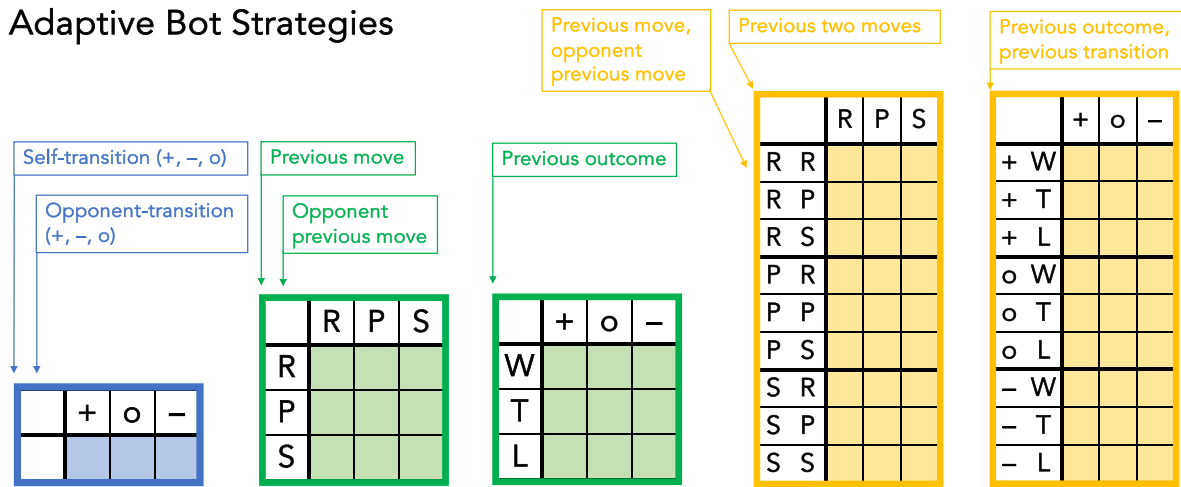 Adaptive Bot Strategies
Self-transition (+, –, o)
Opponent-transition
(+, –, o)
+ o –
Previous move
Opponent
previous move
R P S
R
P
S
Previous outcome
+ o –
W
T
L
Previous move,
opponent
previous move
Previous two moves
R P S
R R
R P
R S
P R
P P
P S
S R
S P
S S
Previous outcome,
previous transition
+ o –
+ W
+ T
+ L
o W
o T
o L
– W
– T
– L